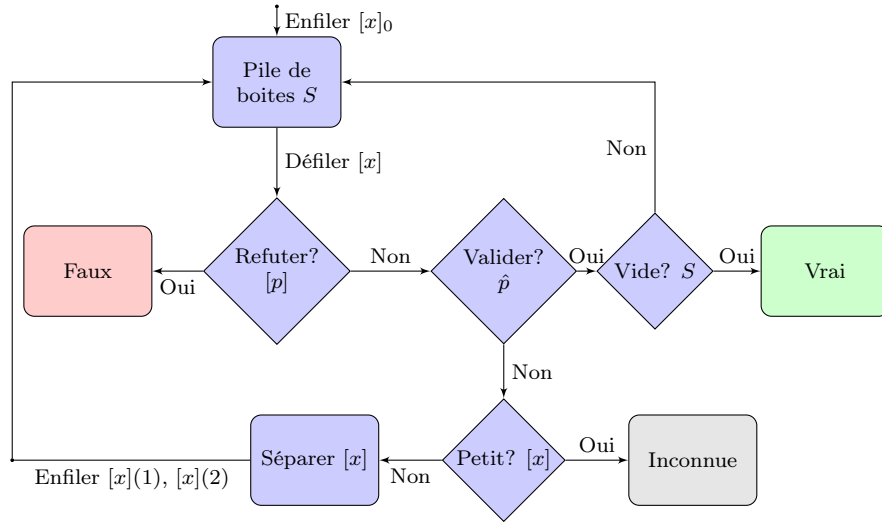 Enfiler [x]₀
Pile de
boites S
Non
Défiler [x]
Faux
Oui
Refuter?
[p]
Non
Valider?
p̂
Oui
Vide? S
Oui
Vrai
Non
Enfiler [x](1), [x](2)
Séparer [x]
Non
Petit? [x]
Oui
Inconnue